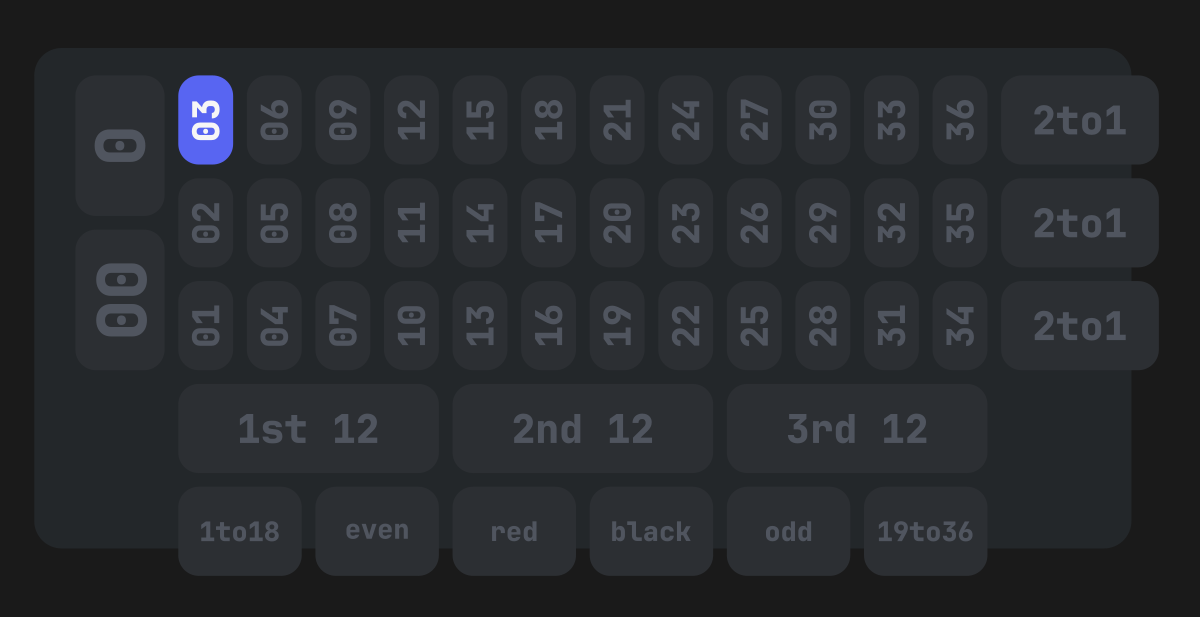 0
00
03 06 09 12 15 18 21 24 27 30 33 36 2to1
02 05 08 11 14 17 20 23 26 29 32 35 2to1
01 04 07 10 13 16 19 22 25 28 31 34 2to1
1st 12 2nd 12 3rd 12
1to18 even red black odd 19to36